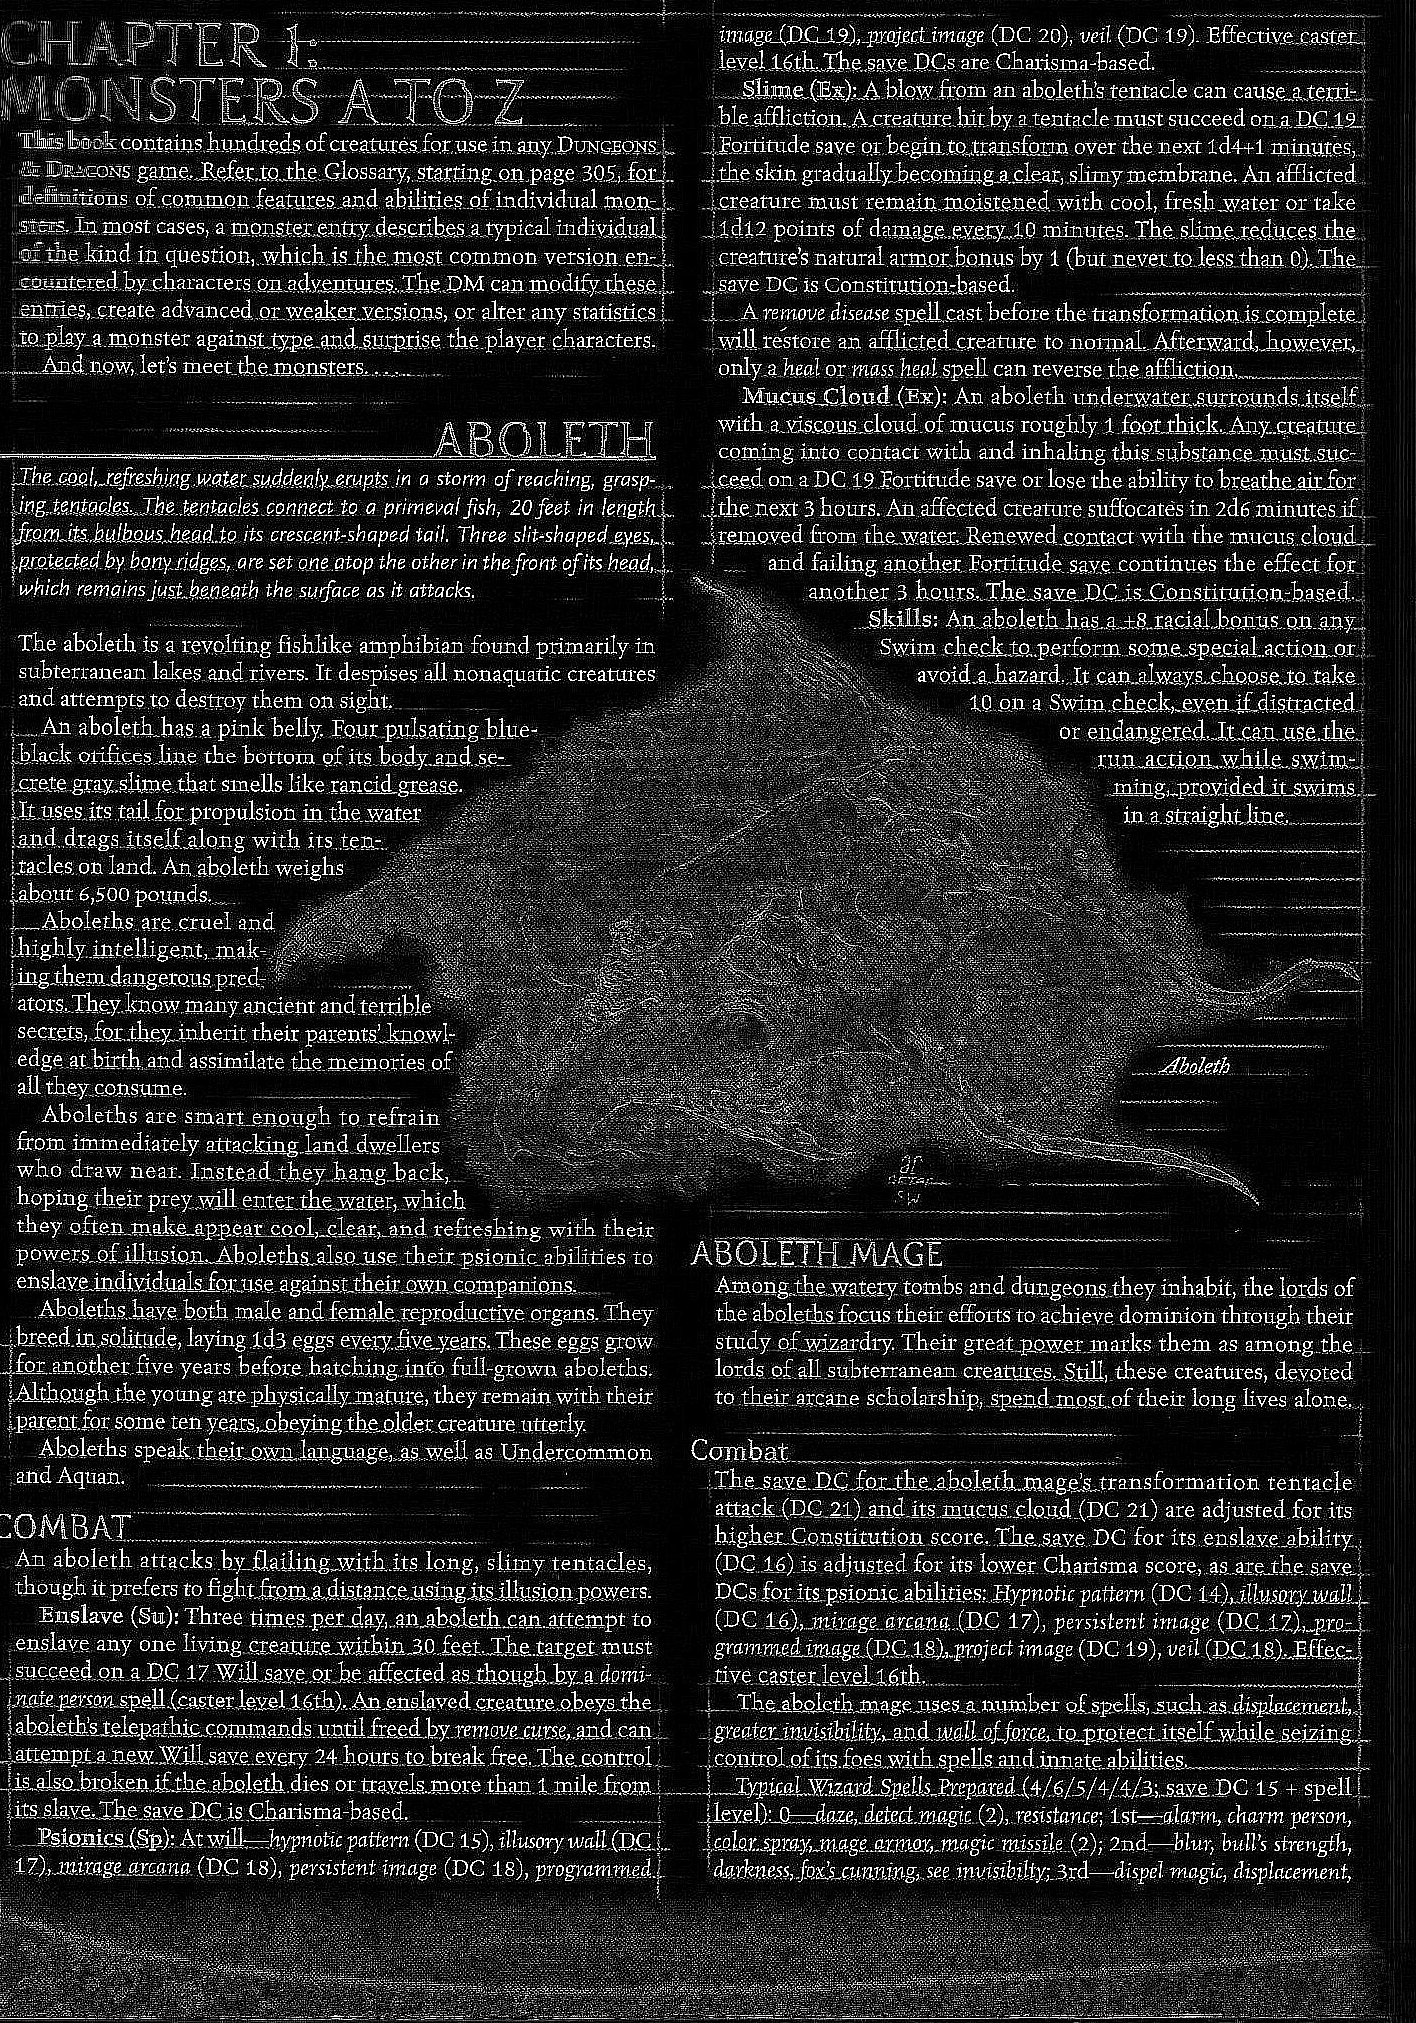 CHAPTER 1:
MONSTERS A TO Z
This book contains hundreds of creatures for use in any DUNGEONS
& DRAGONS game. Refer to the Glossary, starting on page 305, for
definitions of common features and abilities of individual mon-
sters. In most cases, a monster entry describes a typical individual
of the kind in question, which is the most common version en-
countered by characters on adventures. The DM can modify these
entries, create advanced or weaker versions, or alter any statistics
to play a monster against type and surprise the player characters.
And now, let's meet the monsters. . . .
ABOLETH
The cool, refreshing water suddenly erupts in a storm of reaching, grasp-
ing tentacles. The tentacles connect to a primeval fish, 20 feet in length
from its bulbous head to its crescent-shaped tail. Three slit-shaped eyes,
protected by bony ridges, are set one atop the other in the front of its head,
which remains just beneath the surface as it attacks.
The aboleth is a revolting fishlike amphibian found primarily in
subterranean lakes and rivers. It despises all nonaquatic creatures
and attempts to destroy them on sight.
An aboleth has a pink belly. Four pulsating blue-
black orifices line the bottom of its body and se-
crete gray slime that smells like rancid grease.
It uses its tail for propulsion in the water
and drags itself along with its ten-
tacles on land. An aboleth weighs
about 6,500 pounds.
Aboleths are cruel and
highly intelligent, mak-
ing them dangerous pred-
ators. They know many ancient and terrible
secrets, for they inherit their parents' knowl-
edge at birth and assimilate the memories of
all they consume.
Aboleths are smart enough to refrain
from immediately attacking land dwellers
who draw near. Instead they hang back,
hoping their prey will enter the water, which
they often make appear cool, clear, and refreshing with their
powers of illusion. Aboleths also use their psionic abilities to
enslave individuals for use against their own companions.
Aboleths have both male and female reproductive organs. They
breed in solitude, laying 1d3 eggs every five years. These eggs grow
for another five years before hatching into full-grown aboleths.
Although the young are physically mature, they remain with their
parent for some ten years, obeying the older creature utterly.
Aboleths speak their own language, as well as Undercommon
and Aquan.
COMBAT
An aboleth attacks by flailing with its long, slimy tentacles,
though it prefers to fight from a distance using its illusion powers.
Enslave (Su): Three times per day, an aboleth can attempt to
enslave any one living creature within 30 feet. The target must
succeed on a DC 17 Will save or be affected as though by a domi-
nate person spell (caster level 16th). An enslaved creature obeys the
aboleth's telepathic commands until freed by remove curse, and can
attempt a new Will save every 24 hours to break free. The control
is also broken if the aboleth dies or travels more than 1 mile from
its slave. The save DC is Charisma-based.
Psionics (Sp): At will—hypnotic pattern (DC 15), illusory wall (DC
17), mirage arcana (DC 18), persistent image (DC 18), programmed
image (DC 19), project image (DC 20), veil (DC 19). Effective caster
level 16th. The save DCs are Charisma-based.
Slime (Ex): A blow from an aboleth's tentacle can cause a terri-
ble affliction. A creature hit by a tentacle must succeed on a DC 19
Fortitude save or begin to transform over the next 1d4+1 minutes,
the skin gradually becoming a clear, slimy membrane. An afflicted
creature must remain moistened with cool, fresh water or take
1d12 points of damage every 10 minutes. The slime reduces the
creature's natural armor bonus by 1 (but never to less than 0). The
save DC is Constitution-based.
A remove disease spell cast before the transformation is complete
will restore an afflicted creature to normal. Afterward, however,
only a heal or mass heal spell can reverse the affliction.
Mucus Cloud (Ex): An aboleth underwater surrounds itself
with a viscous cloud of mucus roughly 1 foot thick. Any creature
coming into contact with and inhaling this substance must suc-
ceed on a DC 19 Fortitude save or lose the ability to breathe air for
the next 3 hours. An affected creature suffocates in 2d6 minutes if
removed from the water. Renewed contact with the mucus cloud
and failing another Fortitude save continues the effect for
another 3 hours. The save DC is Constitution-based.
Skills: An aboleth has a +8 racial bonus on any
Swim check to perform some special action or
avoid a hazard. It can always choose to take
10 on a Swim check, even if distracted
or endangered. It can use the
run action while swim-
ming, provided it swims
in a straight line.
Aboleth
ABOLETH MAGE
Among the watery tombs and dungeons they inhabit, the lords of
the aboleths focus their efforts to achieve dominion through their
study of wizardry. Their great power marks them as among the
lords of all subterranean creatures. Still, these creatures, devoted
to their arcane scholarship, spend most of their long lives alone.
Combat
The save DC for the aboleth mage's transformation tentacle
attack (DC 21) and its mucus cloud (DC 21) are adjusted for its
higher Constitution score. The save DC for its enslave ability
(DC 16) is adjusted for its lower Charisma score, as are the save
DCs for its psionic abilities: Hypnotic pattern (DC 14), illusory wall
(DC 16), mirage arcana (DC 17), persistent image (DC 17), pro-
grammed image (DC 18), project image (DC 19), veil (DC 18). Effec-
tive caster level 16th.
The aboleth mage uses a number of spells, such as displacement,
greater invisibility, and wall of force, to protect itself while seizing
control of its foes with spells and innate abilities.
Typical Wizard Spells Prepared (4/6/5/4/4/3; save DC 15 + spell
level): 0—daze, detect magic (2), resistance; 1st—alarm, charm person,
color spray, mage armor, magic missile (2); 2nd—blur, bull's strength,
darkness, fox's cunning, see invisibilty; 3rd—dispel magic, displacement,